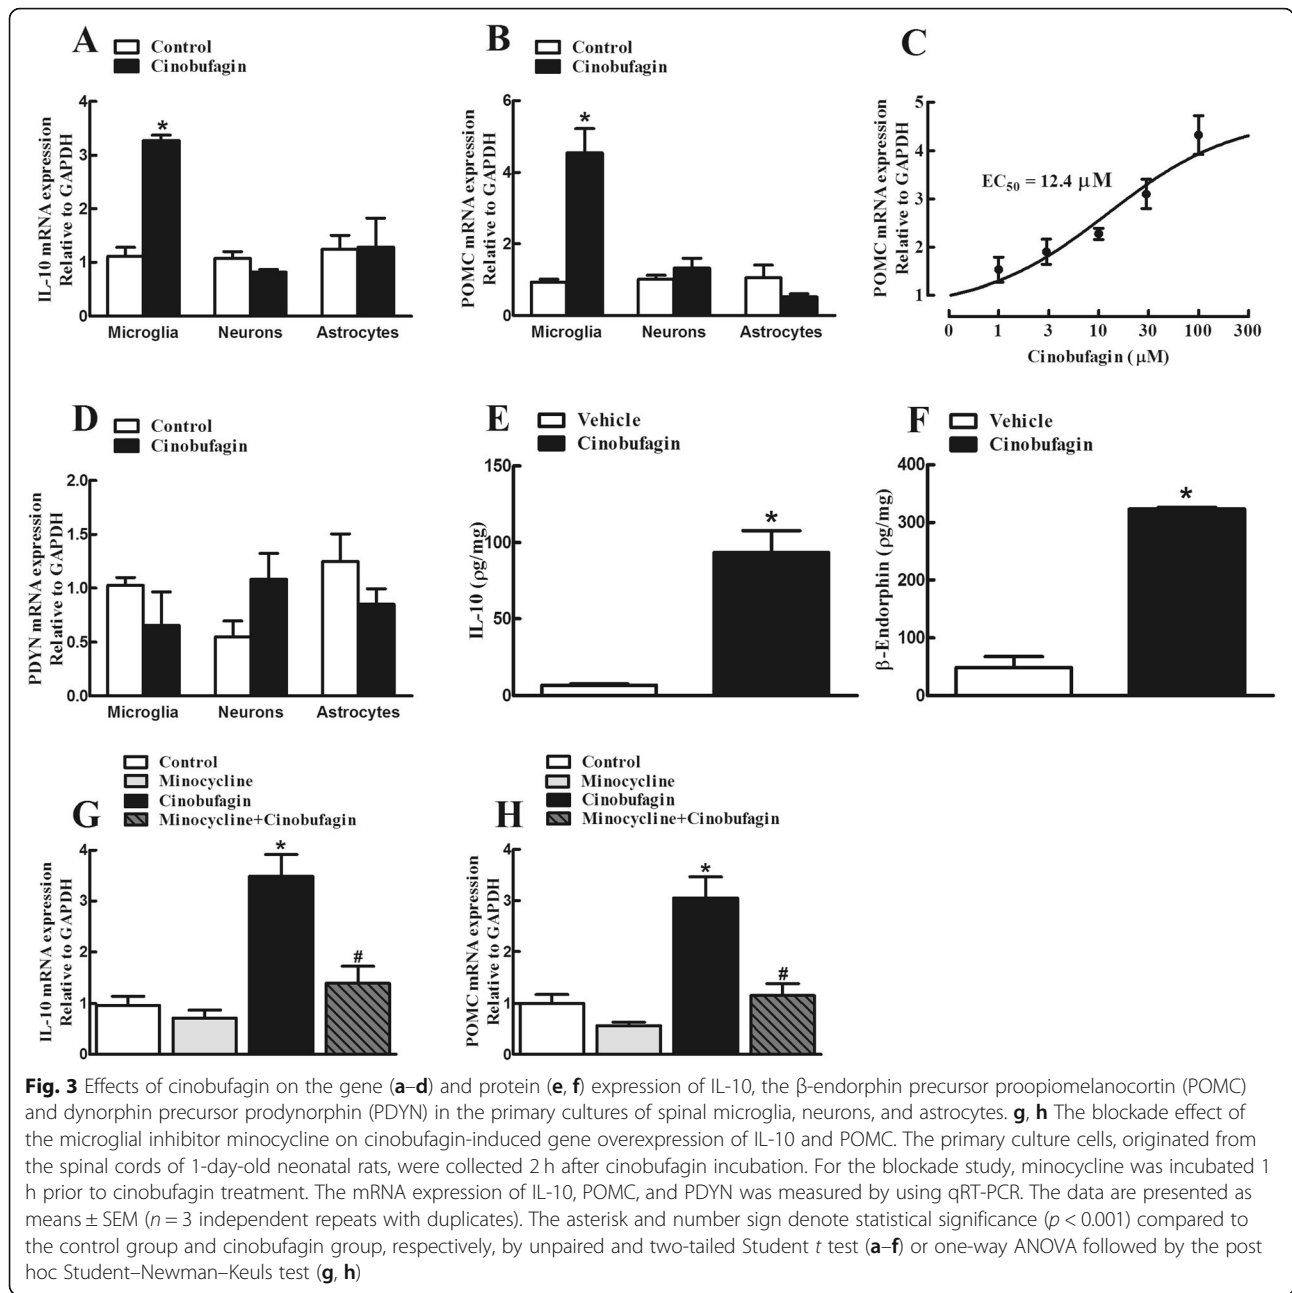 A
Control
Cinobufagin
IL-10 mRNA expression
Relative to GAPDH
4
3
2
1
0
*
Microglia Neurons Astrocytes
B
Control
Cinobufagin
POMC mRNA expression
Relative to GAPDH
6
4
2
0
*
Microglia Neurons Astrocytes
C
POMC mRNA expression
Relative to GAPDH
5
4
3
2
1
EC50 = 12.4 μM
0 1 3 10 30 100 300
Cinobufagin (μM)
D
Control
Cinobufagin
PDYN mRNA expression
Relative to GAPDH
2.0
1.5
1.0
0.5
0.0
Microglia Neurons Astrocytes
E
Vehicle
Cinobufagin
IL-10 (ρg/mg)
150
100
50
0
*
F
Vehicle
Cinobufagin
β-Endorphin (ρg/mg)
400
300
200
100
0
*
G
Control
Minocycline
Cinobufagin
Minocycline+Cinobufagin
IL-10 mRNA expression
Relative to GAPDH
4
3
2
1
0
*
#
H
Control
Minocycline
Cinobufagin
Minocycline+Cinobufagin
POMC mRNA expression
Relative to GAPDH
4
3
2
1
0
*
#
Fig. 3 Effects of cinobufagin on the gene (a–d) and protein (e, f) expression of IL-10, the β-endorphin precursor proopiomelanocortin (POMC)
and dynorphin precursor prodynorphin (PDYN) in the primary cultures of spinal microglia, neurons, and astrocytes. g, h The blockade effect of
the microglial inhibitor minocycline on cinobufagin-induced gene overexpression of IL-10 and POMC. The primary culture cells, originated from
the spinal cords of 1-day-old neonatal rats, were collected 2 h after cinobufagin incubation. For the blockade study, minocycline was incubated 1
h prior to cinobufagin treatment. The mRNA expression of IL-10, POMC, and PDYN was measured by using qRT-PCR. The data are presented as
means ± SEM (n = 3 independent repeats with duplicates). The asterisk and number sign denote statistical significance (p < 0.001) compared to
the control group and cinobufagin group, respectively, by unpaired and two-tailed Student t test (a–f) or one-way ANOVA followed by the post
hoc Student–Newman–Keuls test (g, h)